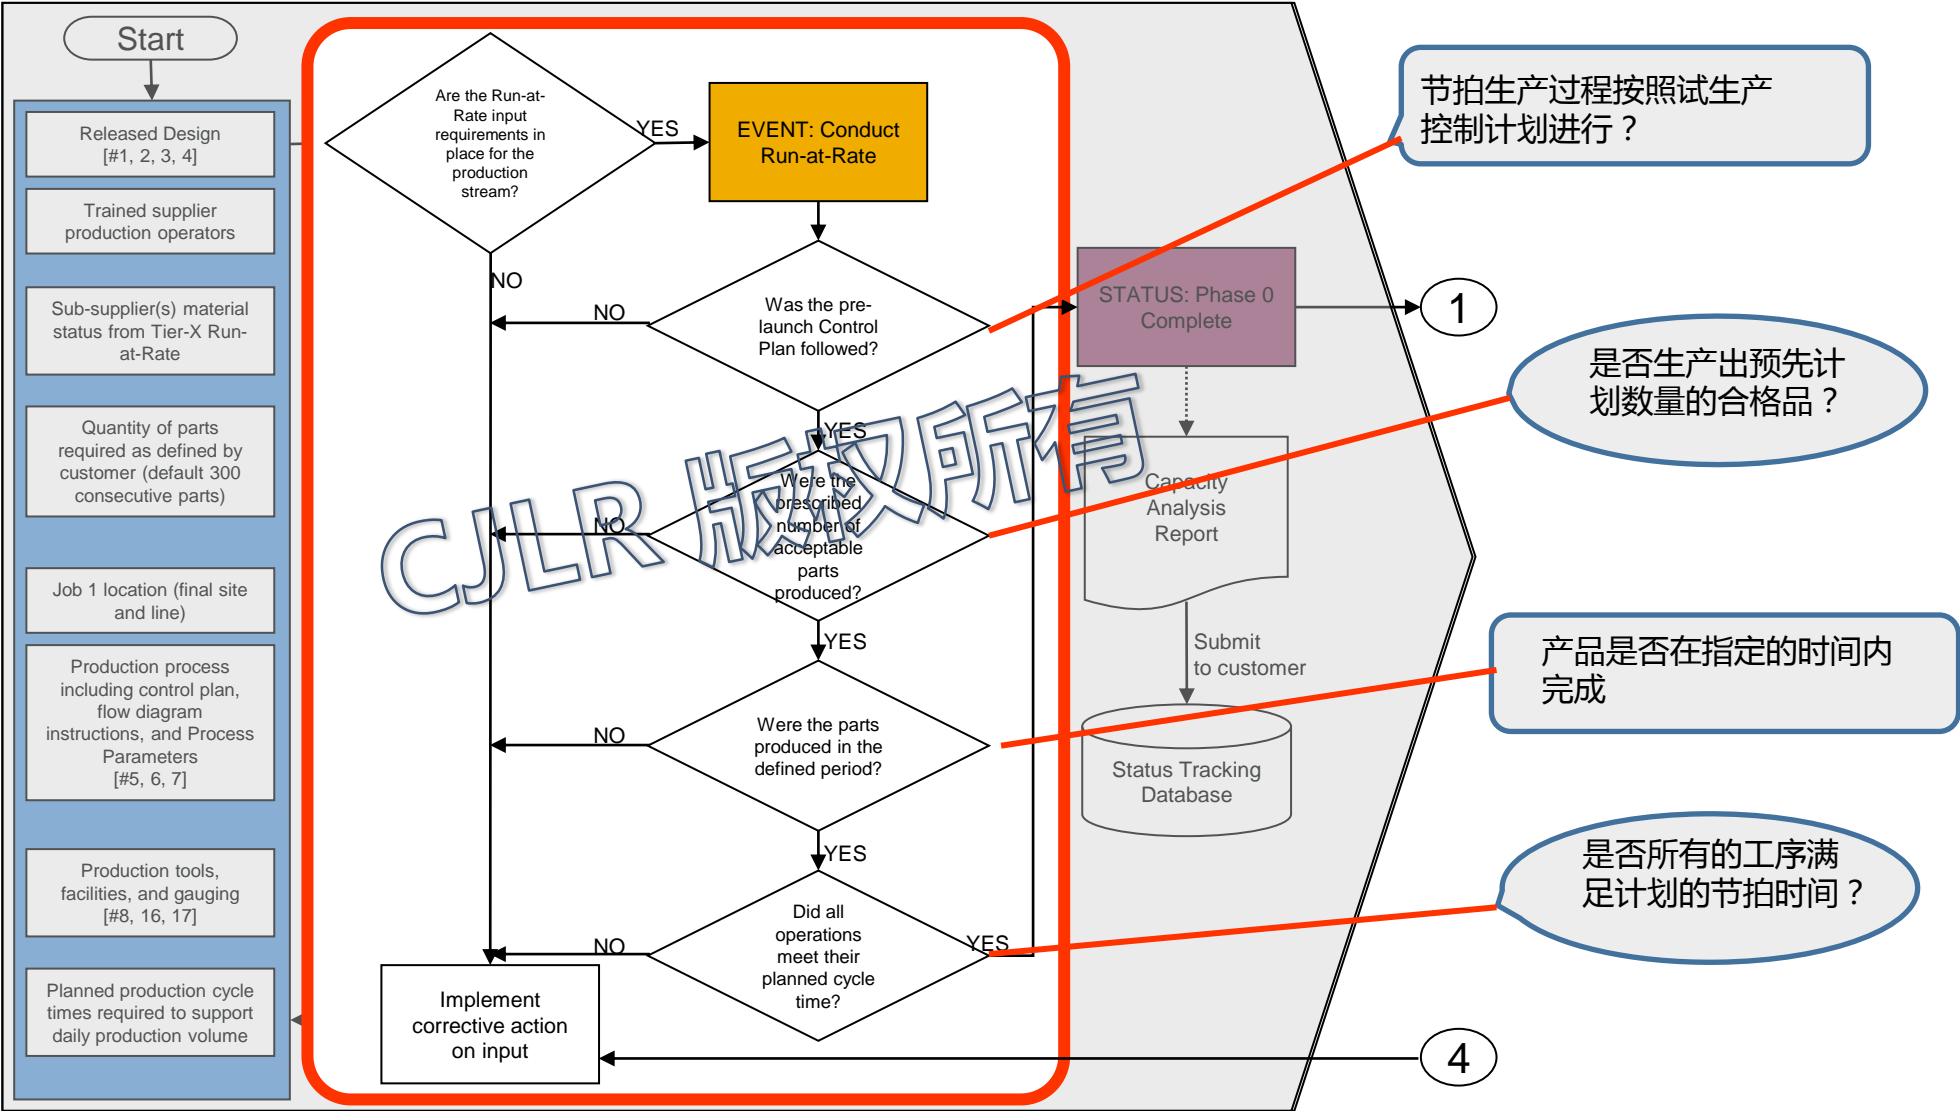 Start
Released Design
[#1, 2, 3, 4]
Trained supplier
production operators
Sub-supplier(s) material
status from Tier-X Run-
at-Rate
Quantity of parts
required as defined by
customer (default 300
consecutive parts)
Job 1 location (final site
and line)
Production process
including control plan,
flow diagram
instructions, and Process
Parameters
[#5, 6, 7]
Production tools,
facilities, and gauging
[#8, 16, 17]
Planned production cycle
times required to support
daily production volume
Are the Run-at-
Rate input
requirements in
place for the
production
stream?
YES
NO
EVENT: Conduct
Run-at-Rate
Was the pre-
launch Control
Plan followed?
NO
YES
Were the
prescribed
number of
acceptable
parts
produced?
NO
YES
Were the parts
produced in the
defined period?
NO
YES
Did all
operations
meet their
planned cycle
time?
NO
YES
Implement
corrective action
on input
STATUS: Phase 0
Complete
Capacity
Analysis
Report
Submit
to customer
Status Tracking
Database
1
4
节拍生产过程按照试生产
控制计划进行？
是否生产出预先计
划数量的合格品？
产品是否在指定的时间内
完成
是否所有的工序满
足计划的节拍时间？
CJLR 版权所有